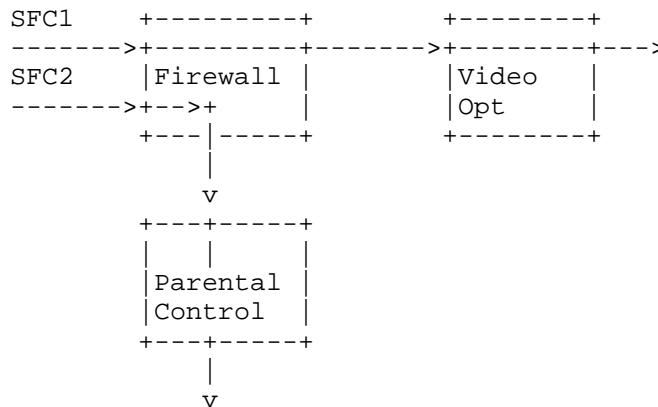 SFC1
SFC2
Firewall
Video
Opt
Parental
Control